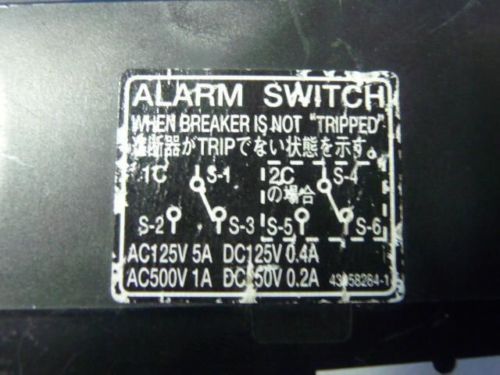 ALARM SWITCH
WHEN BREAKER IS NOT "TRIPPED"
遮断器がTRIPでない状態を示す。
1C S-1 2C S-4
の場合
S-2 S-3 S-5 S-6
AC125V 5A DC125V 0.4A
AC500V 1A DC250V 0.2A